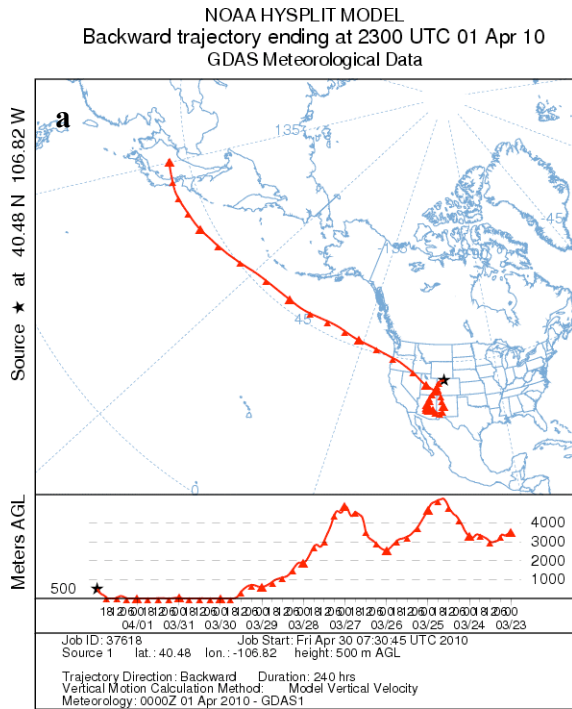 NOAA HYSPLIT MODEL
Backward trajectory ending at 2300 UTC 01 Apr 10
GDAS Meteorological Data
a
Source ★ at 40.48 N 106.82 W
135
-45
45
0
Meters AGL
500
4000
3000
2000
1000
04/01 03/31 03/30 03/29 03/28 03/27 03/26 03/25 03/24 03/23
Job ID: 37618 Job Start: Fri Apr 30 07:30:45 UTC 2010
Source 1 lat.: 40.48 lon.: -106.82 height: 500 m AGL
Trajectory Direction: Backward Duration: 240 hrs
Vertical Motion Calculation Method: Model Vertical Velocity
Meteorology: 0000Z 01 Apr 2010 - GDAS1